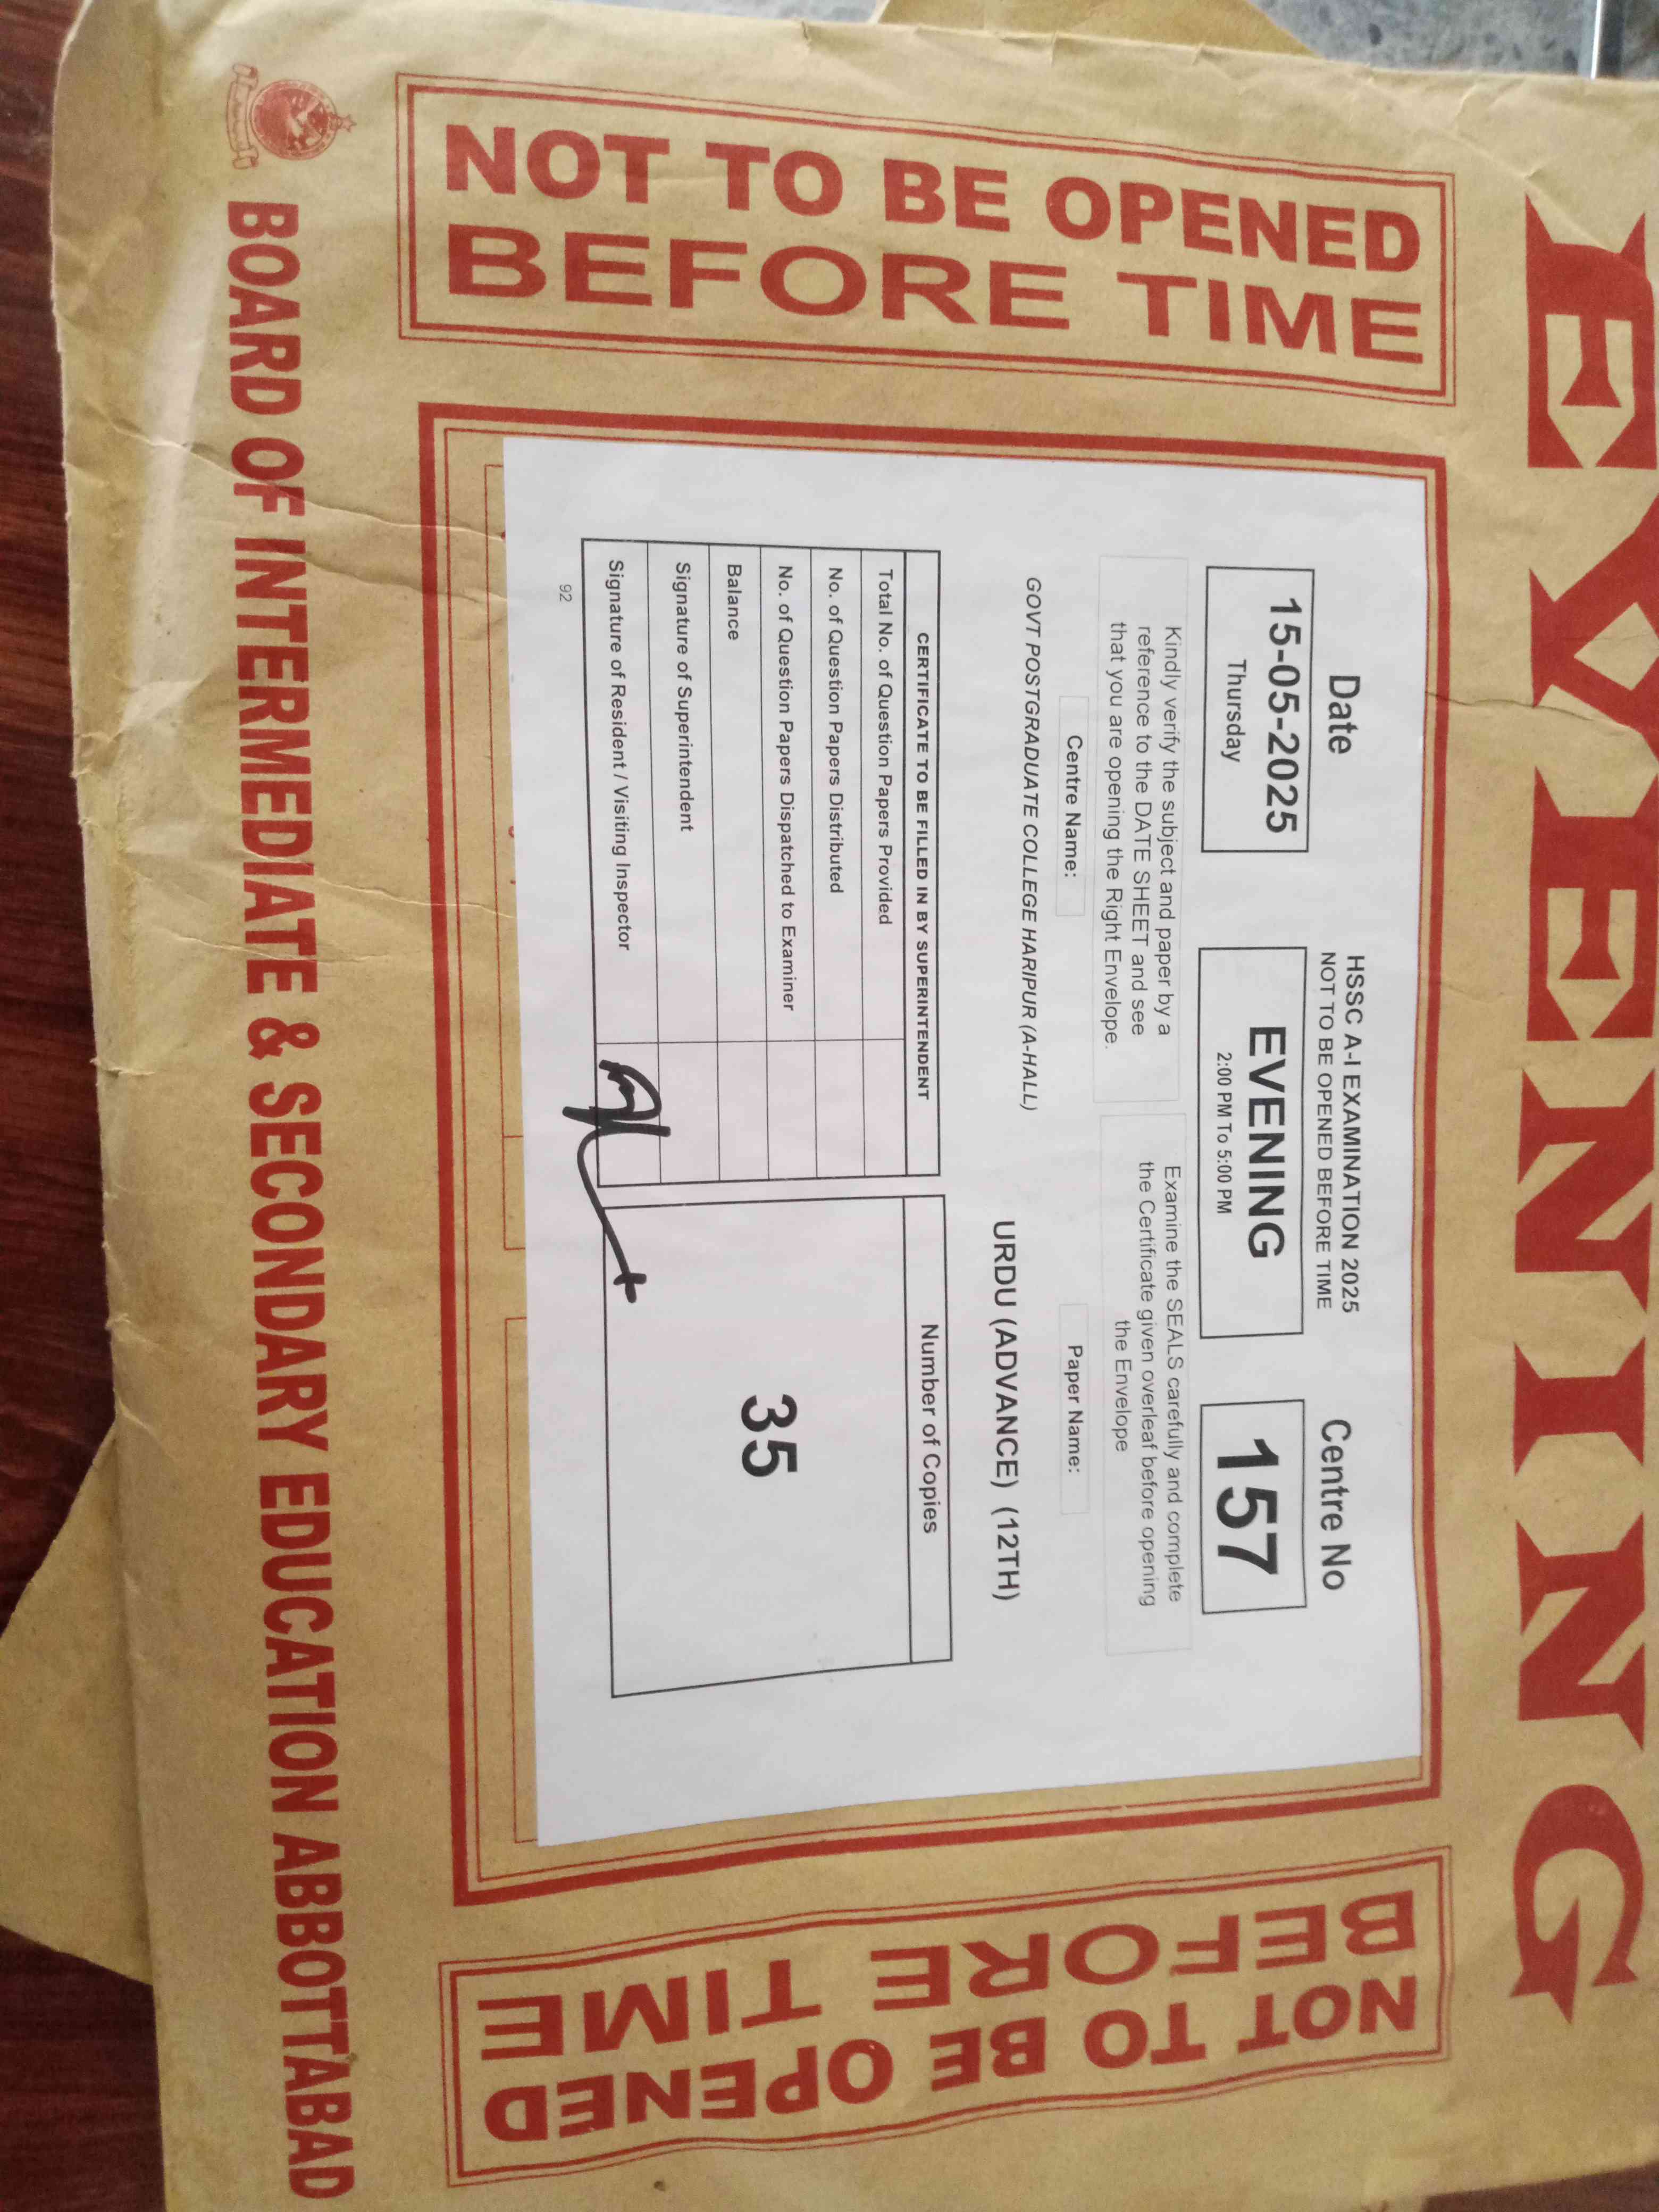 EVENING
NOT TO BE OPENED
BEFORE TIME
Date
15-05-2025
Thursday
HSSC A-I EXAMINATION 2025
NOT TO BE OPENED BEFORE TIME
EVENING
2:00 PM To 5:00 PM
Centre No
157
Kindly verify the subject and paper by a
reference to the DATE SHEET and see
that you are opening the Right Envelope.
Examine the SEALS carefully and complete
the Certificate given overleaf before opening
the Envelope
Centre Name:
GOVT POSTGRADUATE COLLEGE HARIPUR (A-HALL)
Paper Name:
URDU (ADVANCE) (12TH)
CERTIFICATE TO BE FILLED IN BY SUPERINTENDENT
Total No. of Question Papers Provided
No. of Question Papers Distributed
No. of Question Papers Dispatched to Examiner
Balance
Signature of Superintendent
Signature of Resident / Visiting Inspector
92
Number of Copies
35
NOT TO BE OPENED
BEFORE TIME
BOARD OF INTERMEDIATE & SECONDARY EDUCATION ABBOTTABAD